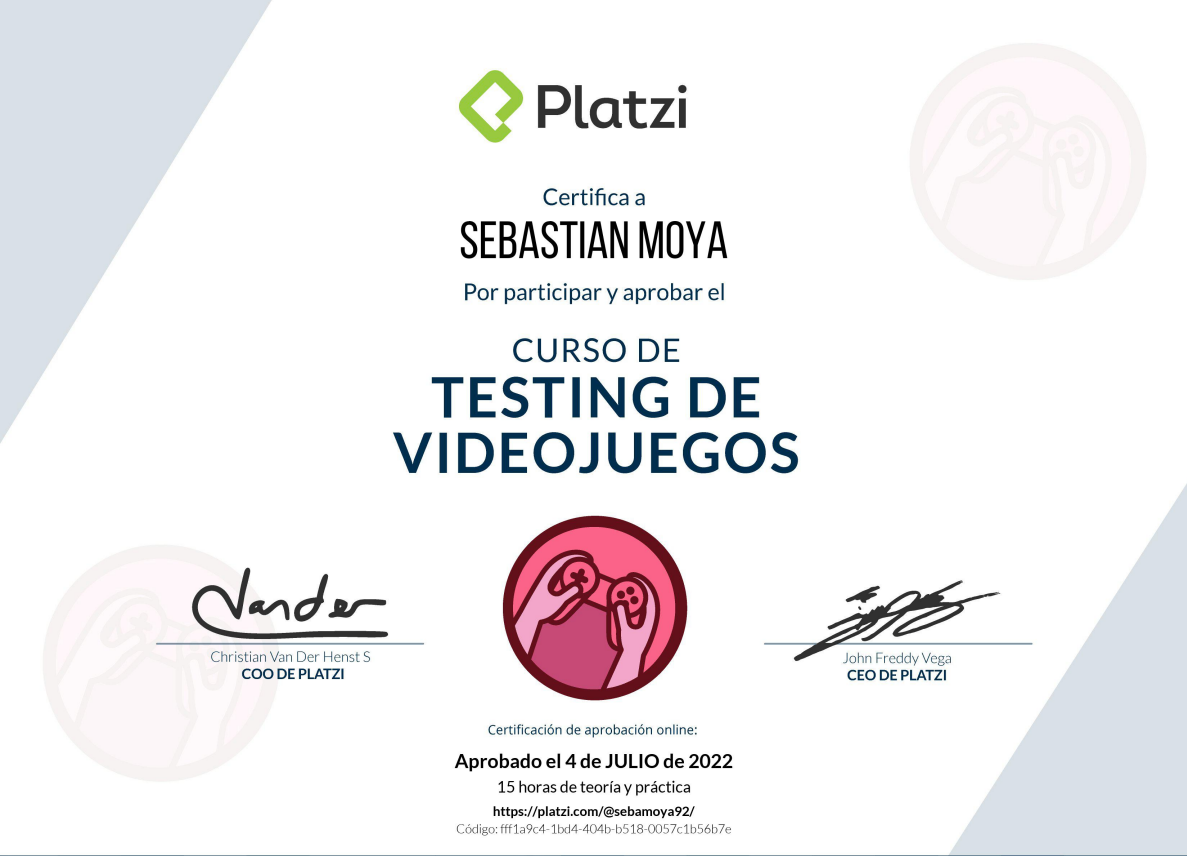 Platzi
Certifica a
SEBASTIAN MOYA
Por participar y aprobar el
CURSO DE
TESTING DE
VIDEOJUEGOS
Vander
Christian Van Der Henst S
COO DE PLATZI
John Freddy Vega
CEO DE PLATZI
Certificación de aprobación online:
Aprobado el 4 de JULIO de 2022
15 horas de teoría y práctica
https://platzi.com/@sebamoya92/
Código: fff1a9c4-1bd4-404b-b518-0057c1b56b7e